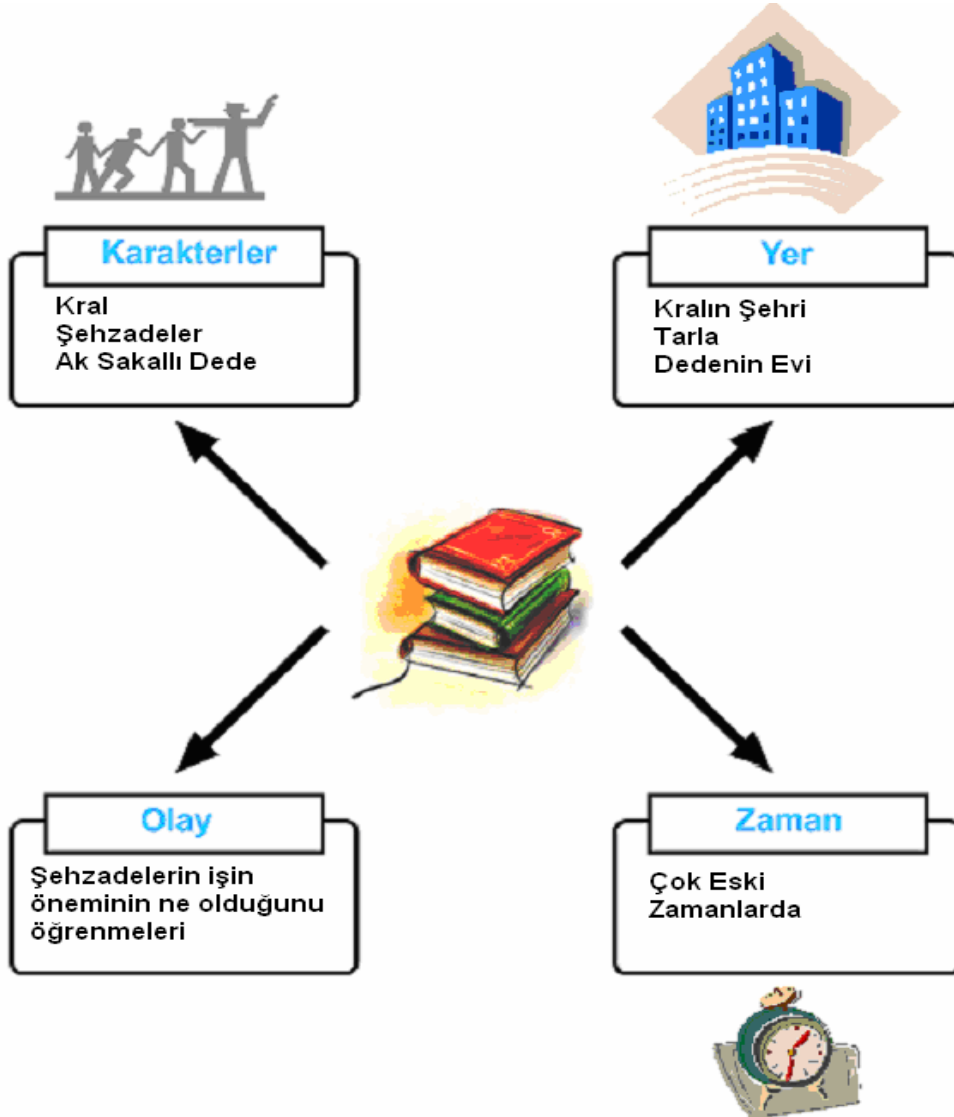 Karakterler
Kral
Şehzadeler
Ak Sakallı Dede
Yer
Kralın Şehri
Tarla
Dedenin Evi
Olay
Şehzadelerin işin
öneminin ne olduğunu
öğrenmeleri
Zaman
Çok Eski
Zamanlarda